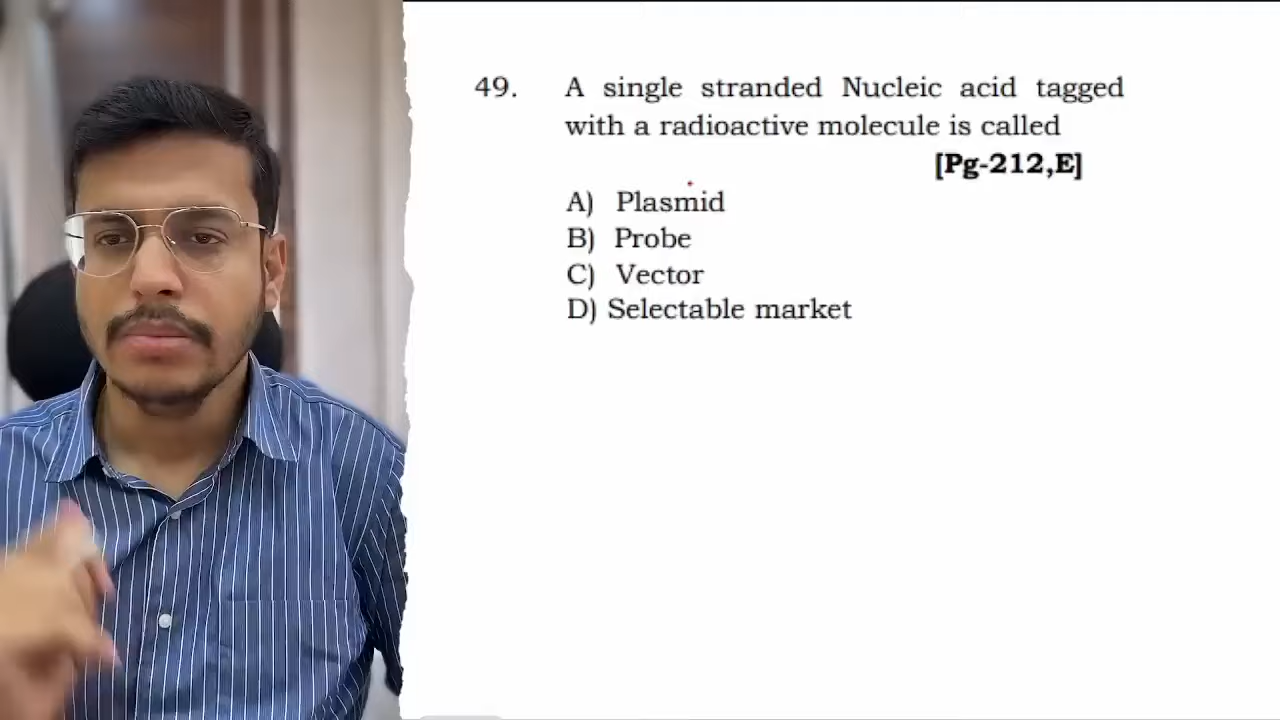 49. A single stranded Nucleic acid tagged
with a radioactive molecule is called
[Pg-212,E]
A) Plasmid
B) Probe
C) Vector
D) Selectable market